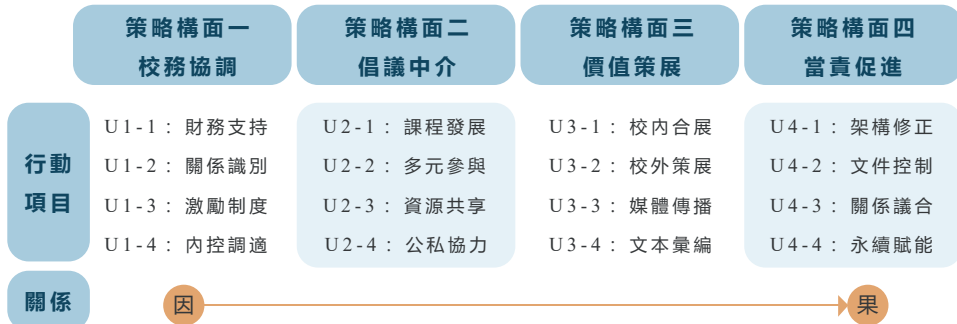 策略構面一 策略構面二 策略構面三 策略構面四
校務協調 倡議中介 價值策展 當責促進
U1-1：財務支持 U2-1：課程發展 U3-1：校內合展 U4-1：架構修正
行動 U1-2：關係識別 U2-2：多元參與 U3-2：校外策展 U4-2：文件控制
項目 U1-3：激勵制度 U2-3：資源共享 U3-3：媒體傳播 U4-3：關係議合
U1-4：內控調適 U2-4：公私協力 U3-4：文本彙編 U4-4：永續賦能
關係 因 果